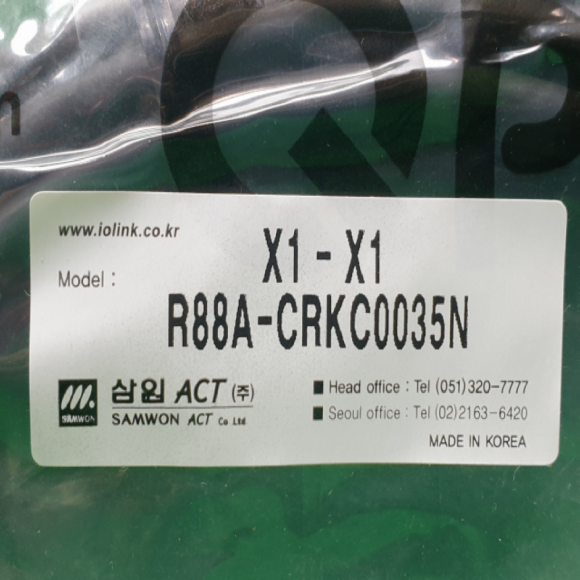 www.iolink.co.kr
X1 - X1
Model :
R88A-CRKC0035N
SAMWON
삼원 ACT (주)
SAMWON ACT Co Ltd
■ Head office : Tel (051)320-7777
■ Seoul office : Tel (02)2163-6420
MADE IN KOREA